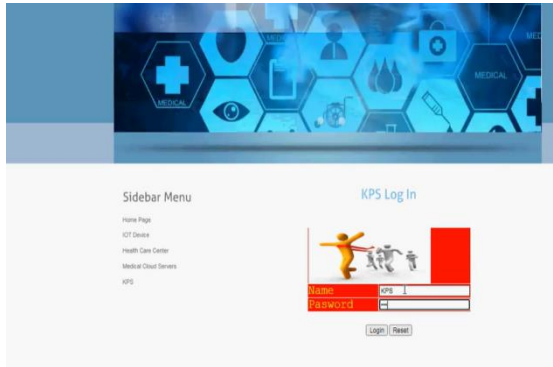 MEDICAL
MEDICAL
MED
MEDICAL
Sidebar Menu
Home Page
IOT Device
Health Care Center
Medical Cloud Servers
KPS
KPS Log In
Name KPS
Pasword
Login Reset